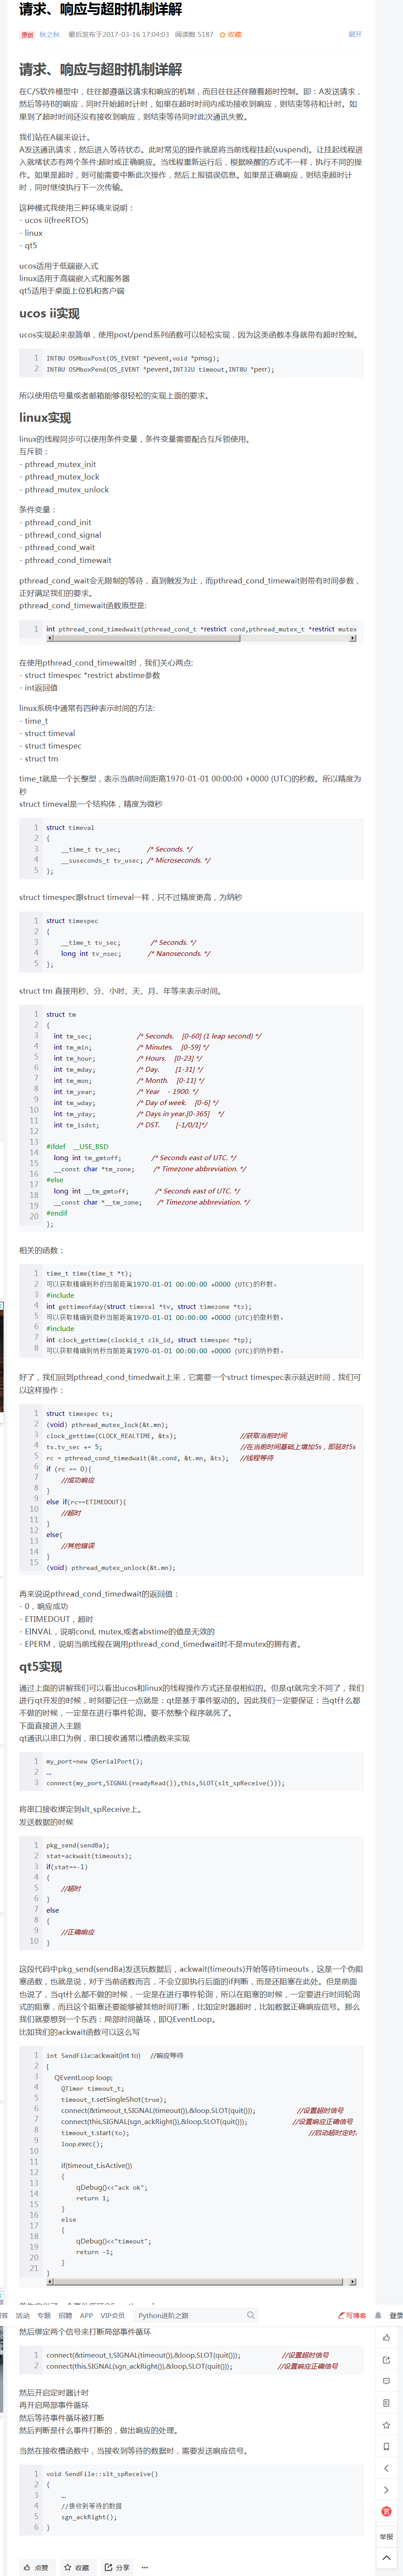 请求、响应与超时机制详解
原创 秋之秋 最后发布于2017-03-16 17:04:03 阅读数 5187 收藏 展开
请求、响应与超时机制详解
在C/S软件模型中，往往都遵循这请求和响应的机制，而且往往还伴随着超时控制。即：A发送请求，
然后等待B的响应，同时开始超时计时，如果在超时时间内成功接收到响应，则结束等待和计时。如
果到了超时时间还没有接收到响应，则结束等待同时此次通讯失败。
我们站在A端来设计。
A发送通讯请求，然后进入等待状态。此时常见的操作就是将当前线程挂起(suspend)。让挂起线程进
入就绪状态有两个条件:超时或正确响应。当线程重新运行后，根据唤醒的方式不一样，执行不同的操
作。如果是超时，则可能需要中断此次操作，然后上报错误信息。如果是正确响应，则结束超时计
时，同时继续执行下一次传输。
这种模式我使用三种环境来说明：
- ucos ii(freeRTOS)
- linux
- qt5
ucos适用于低端嵌入式
linux适用于高端嵌入式和服务器
qt5适用于桌面上位机和客户端
ucos ii实现
ucos实现起来很简单，使用post/pend系列函数可以轻松实现，因为这类函数本身就带有超时控制。
1 INT8U OSMboxPost(OS_EVENT *pevent,void *pmsg);
2 INT8U OSMboxPend(OS_EVENT *pevent,INT32U timeout,INT8U *perr);
所以使用信号量或者邮箱能够很轻松的实现上面的要求。
linux实现
linux的线程同步可以使用条件变量，条件变量需要配合互斥锁使用。
互斥锁：
- pthread_mutex_init
- pthread_mutex_lock
- pthread_mutex_unlock
条件变量：
- pthread_cond_init
- pthread_cond_signal
- pthread_cond_wait
- pthread_cond_timewait
pthread_cond_wait会无限制的等待，直到触发为止，而pthread_cond_timewait则带有时间参数，
正好满足我们的要求。
pthread_cond_timewait函数原型是:
1 int pthread_cond_timedwait(pthread_cond_t *restrict cond,pthread_mutex_t *restrict mutex
在使用pthread_cond_timewait时，我们关心两点:
- struct timespec *restrict abstime参数
- int返回值
linux系统中通常有四种表示时间的方法:
- time_t
- struct timeval
- struct timespec
- struct tm
time_t就是一个长整型，表示当前时间距离1970-01-01 00:00:00 +0000 (UTC)的秒数。所以精度为
秒
struct timeval是一个结构体，精度为微秒
1 struct timeval
2 {
3 __time_t tv_sec; /* Seconds. */
4 __suseconds_t tv_usec; /* Microseconds. */
5 };
struct timespec跟struct timeval一样，只不过精度更高，为纳秒
1 struct timespec
2 {
3 __time_t tv_sec; /* Seconds. */
4 long int tv_nsec; /* Nanoseconds. */
5 };
struct tm 直接用秒、分、小时、天、月、年等来表示时间。
1 struct tm
2 {
3 int tm_sec; /* Seconds. [0-60] (1 leap second) */
4 int tm_min; /* Minutes. [0-59] */
5 int tm_hour; /* Hours. [0-23] */
6 int tm_mday; /* Day. [1-31] */
7 int tm_mon; /* Month. [0-11] */
8 int tm_year; /* Year - 1900. */
9 int tm_wday; /* Day of week. [0-6] */
10 int tm_yday; /* Days in year.[0-365] */
11 int tm_isdst; /* DST. [-1/0/1]*/
12
13 #ifdef __USE_BSD
14 long int tm_gmtoff; /* Seconds east of UTC. */
15 __const char *tm_zone; /* Timezone abbreviation. */
16 #else
17 long int __tm_gmtoff; /* Seconds east of UTC. */
18 __const char *__tm_zone; /* Timezone abbreviation. */
19 #endif
20 };
相关的函数：
1 time_t time(time_t *t);
2 可以获取精确到秒的当前距离1970-01-01 00:00:00 +0000 (UTC)的秒数。
3 #include
4 int gettimeofday(struct timeval *tv, struct timezone *tz);
5 可以获取精确到微秒当前距离1970-01-01 00:00:00 +0000 (UTC)的微秒数。
6 #include
7 int clock_gettime(clockid_t clk_id, struct timespec *tp);
8 可以获取精确到纳秒当前距离1970-01-01 00:00:00 +0000 (UTC)的纳秒数。
好了，我们回到pthread_cond_timedwait上来，它需要一个struct timespec表示延迟时间，我们可
以这样操作：
1 struct timespec ts;
2 (void) pthread_mutex_lock(&t.mn);
3 clock_gettime(CLOCK_REALTIME, &ts); //获取当前时间
4 ts.tv_sec += 5; //在当前时间基础上增加5s，即延时5s
5 rc = pthread_cond_timedwait(&t.cond, &t.mn, &ts); //线程等待
6 if (rc == 0){
7 //成功响应
8 }
9 else if(rc==ETIMEDOUT){
10 //超时
11 }
12 else{
13 //其他错误
14 }
15 (void) pthread_mutex_unlock(&t.mn);
再来说说pthread_cond_timedwait的返回值：
- 0，响应成功
- ETIMEDOUT，超时
- EINVAL，说明cond, mutex,或者abstime的值是无效的
- EPERM，说明当前线程在调用pthread_cond_timedwait时不是mutex的拥有者。
qt5实现
通过上面的讲解我们可以看出ucos和linux的线程操作方式还是很相似的。但是qt就完全不同了，我们
进行qt开发的时候，时刻要记住一点就是：qt是基于事件驱动的。因此我们一定要保证：当qt什么都
不做的时候，一定是在进行事件轮询。要不然整个程序就死了。
下面直接进入主题
qt通讯以串口为例，串口接收通常以槽函数来实现
1 my_port=new QSerialPort();
2 …
3 connect(my_port,SIGNAL(readyRead()),this,SLOT(slt_spReceive()));
将串口接收绑定到slt_spReceive上。
发送数据的时候
1 pkg_send(sendBa);
2 stat=ackwait(timeouts);
3 if(stat==-1)
4 {
5 //超时
6 }
7 else
8 {
9 //正确响应
10 }
这段代码中pkg_send(sendBa)发送玩数据后，ackwait(timeouts)开始等待timeouts，这是一个伪阻
塞函数，也就是说，对于当前函数而言，不会立即执行后面的if判断，而是还阻塞在此处。但是前面
也说了，当qt什么都不做的时候，一定是在进行事件轮询，所以在阻塞的时候，一定要进行时间轮询
式的阻塞，而且这个阻塞还要能够被其他时间打断，比如定时器超时，比如数据正确响应信号。那么
我们就要想到一个东西：局部时间循环，即QEventLoop。
比如我们的ackwait函数可以这么写
1 int SendFile::ackwait(int to) //响应等待
2 {
3 QEventLoop loop;
4 QTimer timeout_t;
5 timeout_t.setSingleShot(true);
6 connect(&timeout_t,SIGNAL(timeout()),&loop,SLOT(quit())); //设置超时信号
7 connect(this,SIGNAL(sgn_ackRight()),&loop,SLOT(quit())); //设置响应正确信号
8 timeout_t.start(to); //启动超时定时
9 loop.exec();
10
11 if(timeout_t.isActive())
12 {
13 qDebug()<<"ack ok";
14 return 1;
15 }
16 else
17 {
18 qDebug()<<"timeout";
19 return -1;
20 }
21 }
问答 活动 专题 招聘 APP VIP会员 Python进阶之路 写博客 登录
然后绑定两个信号来打断局部事件循环
1 connect(&timeout_t,SIGNAL(timeout()),&loop,SLOT(quit())); //设置超时信号
2 connect(this,SIGNAL(sgn_ackRight()),&loop,SLOT(quit())); //设置响应正确信号
然后开启定时器计时
再开启局部事件循环
然后等待事件循环被打断
然后判断是什么事件打断的，做出响应的处理。
当然在接收槽函数中，当接收到等待的数据时，需要发送响应信号。
1 void SendFile::slt_spReceive()
2 {
3 …
4 //接收到等待的数据
5 sgn_ackRight();
6 }
赏
举报
点赞 收藏 分享 …